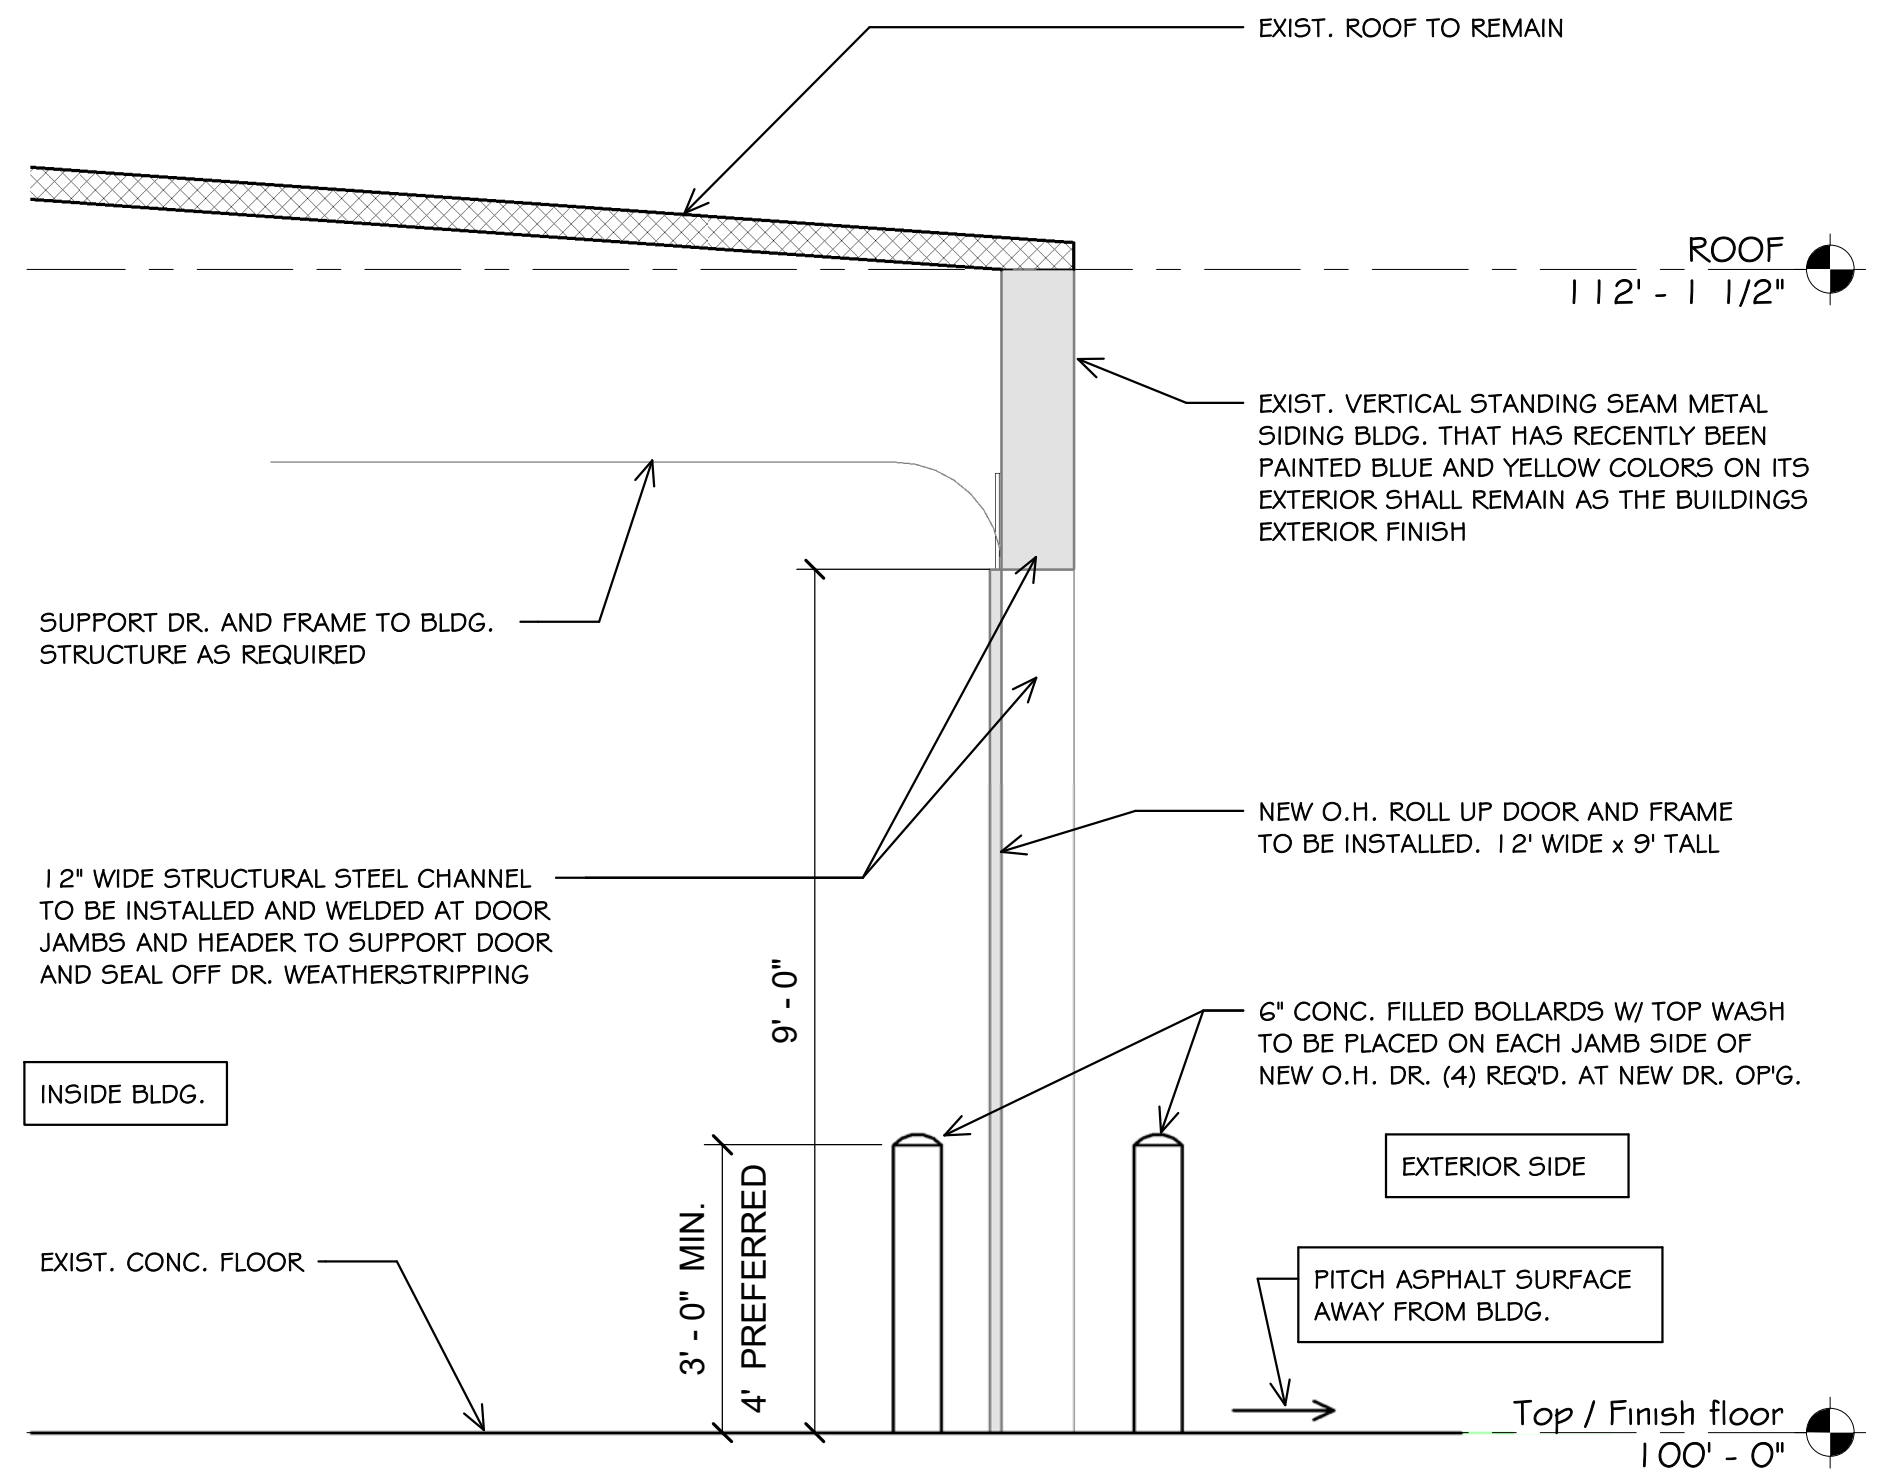 EXIST. ROOF TO REMAIN
ROOF
112' - 1 1/2"
EXIST. VERTICAL STANDING SEAM METAL
SIDING BLDG. THAT HAS RECENTLY BEEN
PAINTED BLUE AND YELLOW COLORS ON ITS
EXTERIOR SHALL REMAIN AS THE BUILDINGS
EXTERIOR FINISH
SUPPORT DR. AND FRAME TO BLDG.
STRUCTURE AS REQUIRED
NEW O.H. ROLL UP DOOR AND FRAME
TO BE INSTALLED. 12' WIDE x 9' TALL
12" WIDE STRUCTURAL STEEL CHANNEL
TO BE INSTALLED AND WELDED AT DOOR
JAMBS AND HEADER TO SUPPORT DOOR
AND SEAL OFF DR. WEATHERSTRIPPING
9' - 0"
6" CONC. FILLED BOLLARDS W/ TOP WASH
TO BE PLACED ON EACH JAMB SIDE OF
NEW O.H. DR. (4) REQ'D. AT NEW DR. OP'G.
INSIDE BLDG.
EXTERIOR SIDE
3' - 0" MIN.
4' PREFERRED
EXIST. CONC. FLOOR
PITCH ASPHALT SURFACE
AWAY FROM BLDG.
Top / Finish floor
100' - 0"